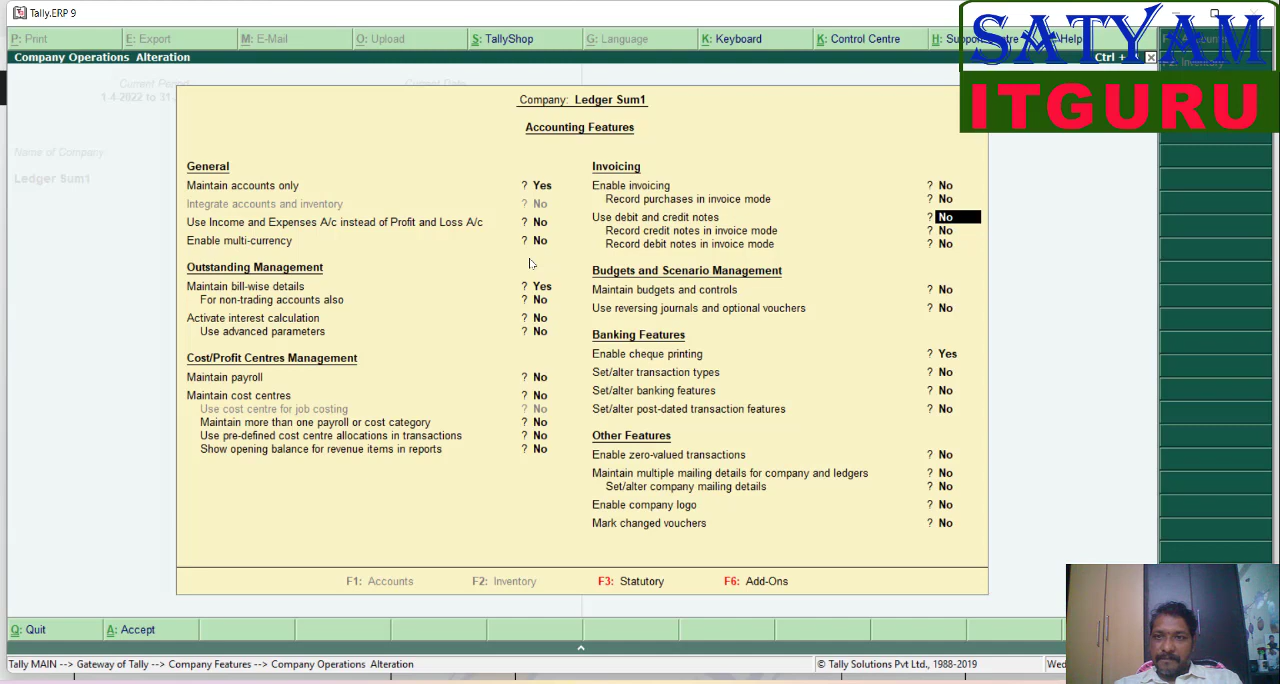 Tally.ERP 9
P: Print E: Export M: E-Mail O: Upload S: TallyShop G: Language K: Keyboard K: Control Centre H: Help
Company Operations Alteration Ctrl +
SATYAM
ITGURU
Current Period Current Date
1-4-2022 to 31-
Name of Company
Ledger Sum1
Company: Ledger Sum1
Accounting Features
General
Maintain accounts only ? Yes
Integrate accounts and inventory ? No
Use Income and Expenses A/c instead of Profit and Loss A/c ? No
Enable multi-currency ? No
Outstanding Management
Maintain bill-wise details ? Yes
For non-trading accounts also ? No
Activate interest calculation ? No
Use advanced parameters ? No
Cost/Profit Centres Management
Maintain payroll ? No
Maintain cost centres ? No
Use cost centre for job costing ? No
Maintain more than one payroll or cost category ? No
Use pre-defined cost centre allocations in transactions ? No
Show opening balance for revenue items in reports ? No
Invoicing
Enable invoicing ? No
Record purchases in invoice mode ? No
Use debit and credit notes ? No
Record credit notes in invoice mode ? No
Record debit notes in invoice mode ? No
Budgets and Scenario Management
Maintain budgets and controls ? No
Use reversing journals and optional vouchers ? No
Banking Features
Enable cheque printing ? Yes
Set/alter transaction types ? No
Set/alter banking features ? No
Set/alter post-dated transaction features ? No
Other Features
Enable zero-valued transactions ? No
Maintain multiple mailing details for company and ledgers ? No
Set/alter company mailing details ? No
Enable company logo ? No
Mark changed vouchers ? No
F1: Accounts F2: Inventory F3: Statutory F6: Add-Ons
Q: Quit A: Accept
Tally MAIN --> Gateway of Tally --> Company Features --> Company Operations Alteration © Tally Solutions Pvt Ltd., 1988-2019